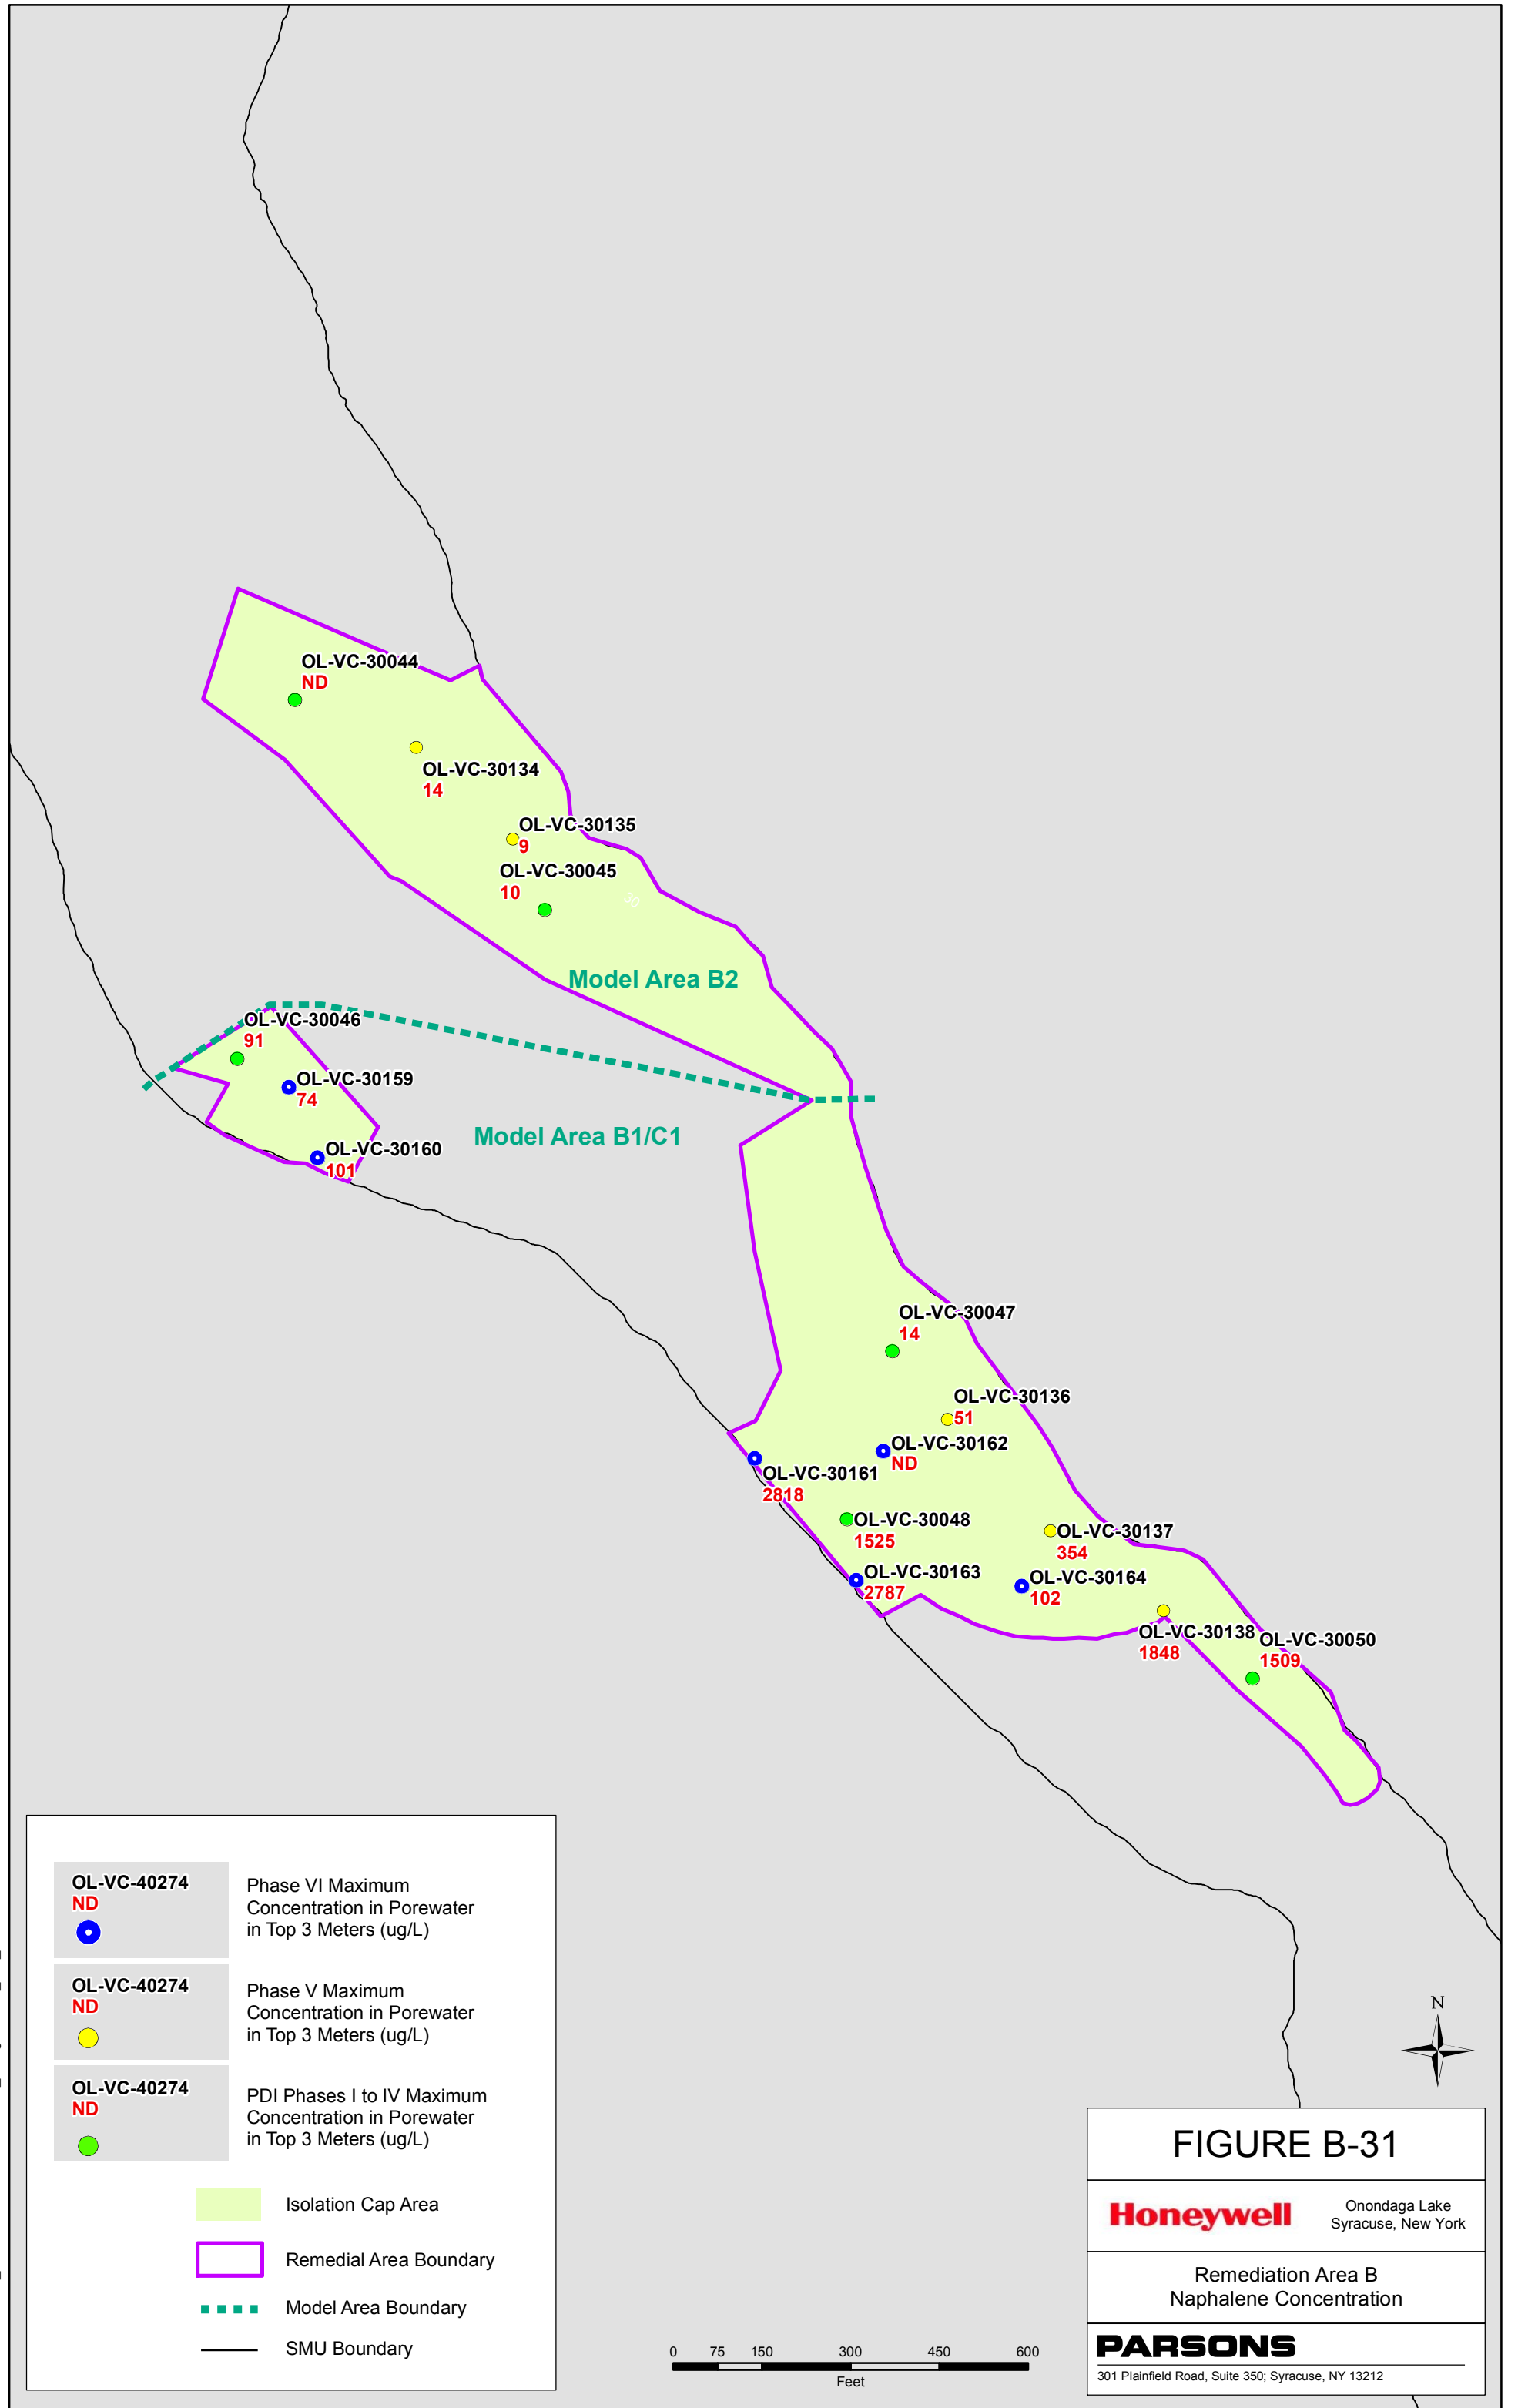 OL-VC-30044
ND
OL-VC-30134
14
OL-VC-30135
9
OL-VC-30045
10
30
Model Area B2
OL-VC-30046
91
OL-VC-30159
74
Model Area B1/C1
OL-VC-30160
101
OL-VC-30047
14
OL-VC-30136
51
OL-VC-30162
ND
OL-VC-30161
2818
OL-VC-30048
1525
OL-VC-30137
354
OL-VC-30163
2787
OL-VC-30164
102
OL-VC-30138
1848
OL-VC-30050
1509
OL-VC-40274
ND
Phase VI Maximum
Concentration in Porewater
in Top 3 Meters (ug/L)
OL-VC-40274
ND
Phase V Maximum
Concentration in Porewater
in Top 3 Meters (ug/L)
OL-VC-40274
ND
PDI Phases I to IV Maximum
Concentration in Porewater
in Top 3 Meters (ug/L)
Isolation Cap Area
Remedial Area Boundary
Model Area Boundary
SMU Boundary
0 75 150 300 450 600
Feet
N
FIGURE B-31
Honeywell
Onondaga Lake
Syracuse, New York
Remediation Area B
Naphalene Concentration
PARSONS
301 Plainfield Road, Suite 350; Syracuse, NY 13212